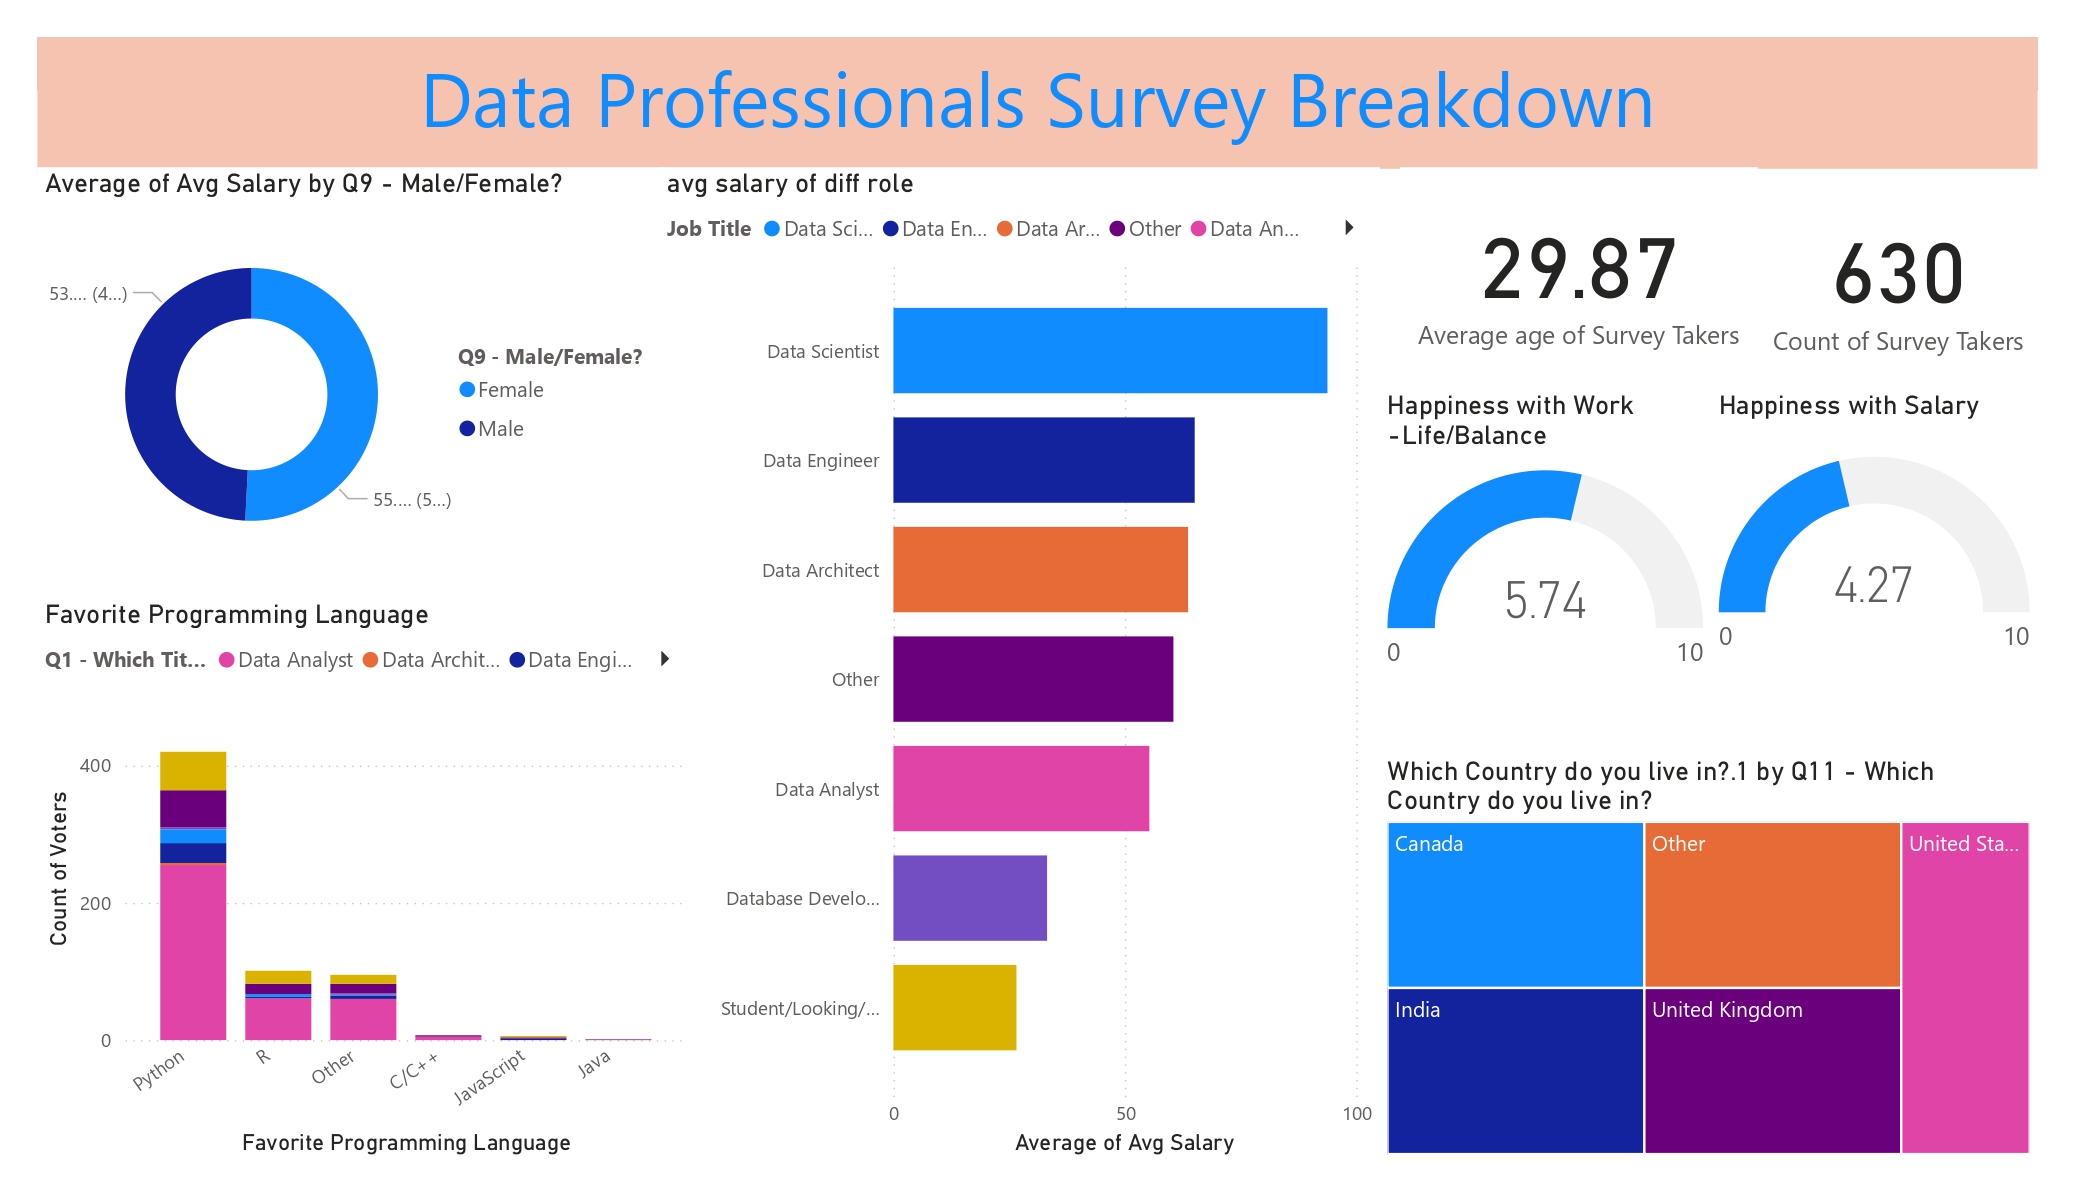 Data Professionals Survey Breakdown
Average of Avg Salary by Q9 - Male/Female?
53.... (4...)
55.... (5...)
Q9 - Male/Female?
Female
Male
avg salary of diff role
Job Title Data Sci... Data En... Data Ar... Other Data An...
Data Scientist
Data Engineer
Data Architect
Other
Data Analyst
Database Develo...
Student/Looking/...
0 50 100
Average of Avg Salary
29.87
Average age of Survey Takers
630
Count of Survey Takers
Happiness with Work
-Life/Balance
5.74
0 10
Happiness with Salary
4.27
0 10
Favorite Programming Language
Q1 - Which Tit... Data Analyst Data Archit... Data Engi...
Count of Voters
400
200
0
Python R Other C/C++ JavaScript Java
Favorite Programming Language
Which Country do you live in?.1 by Q11 - Which
Country do you live in?
Canada
Other
United Sta...
India
United Kingdom